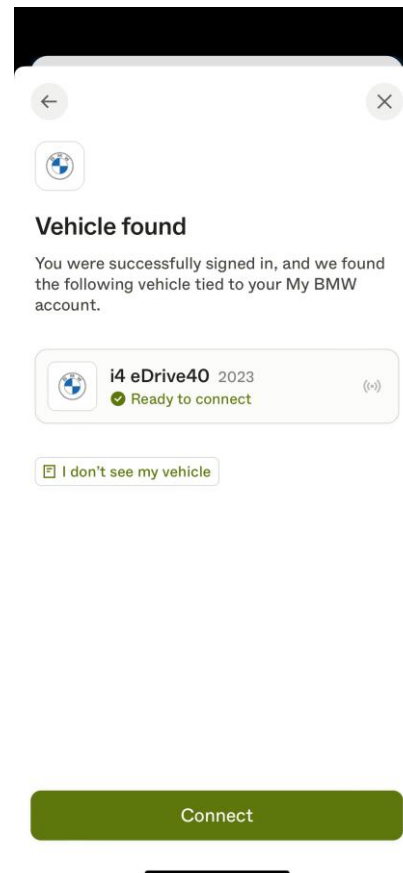 Vehicle found
You were successfully signed in, and we found
the following vehicle tied to your My BMW
account.
i4 eDrive40 2023
Ready to connect
I don't see my vehicle
Connect